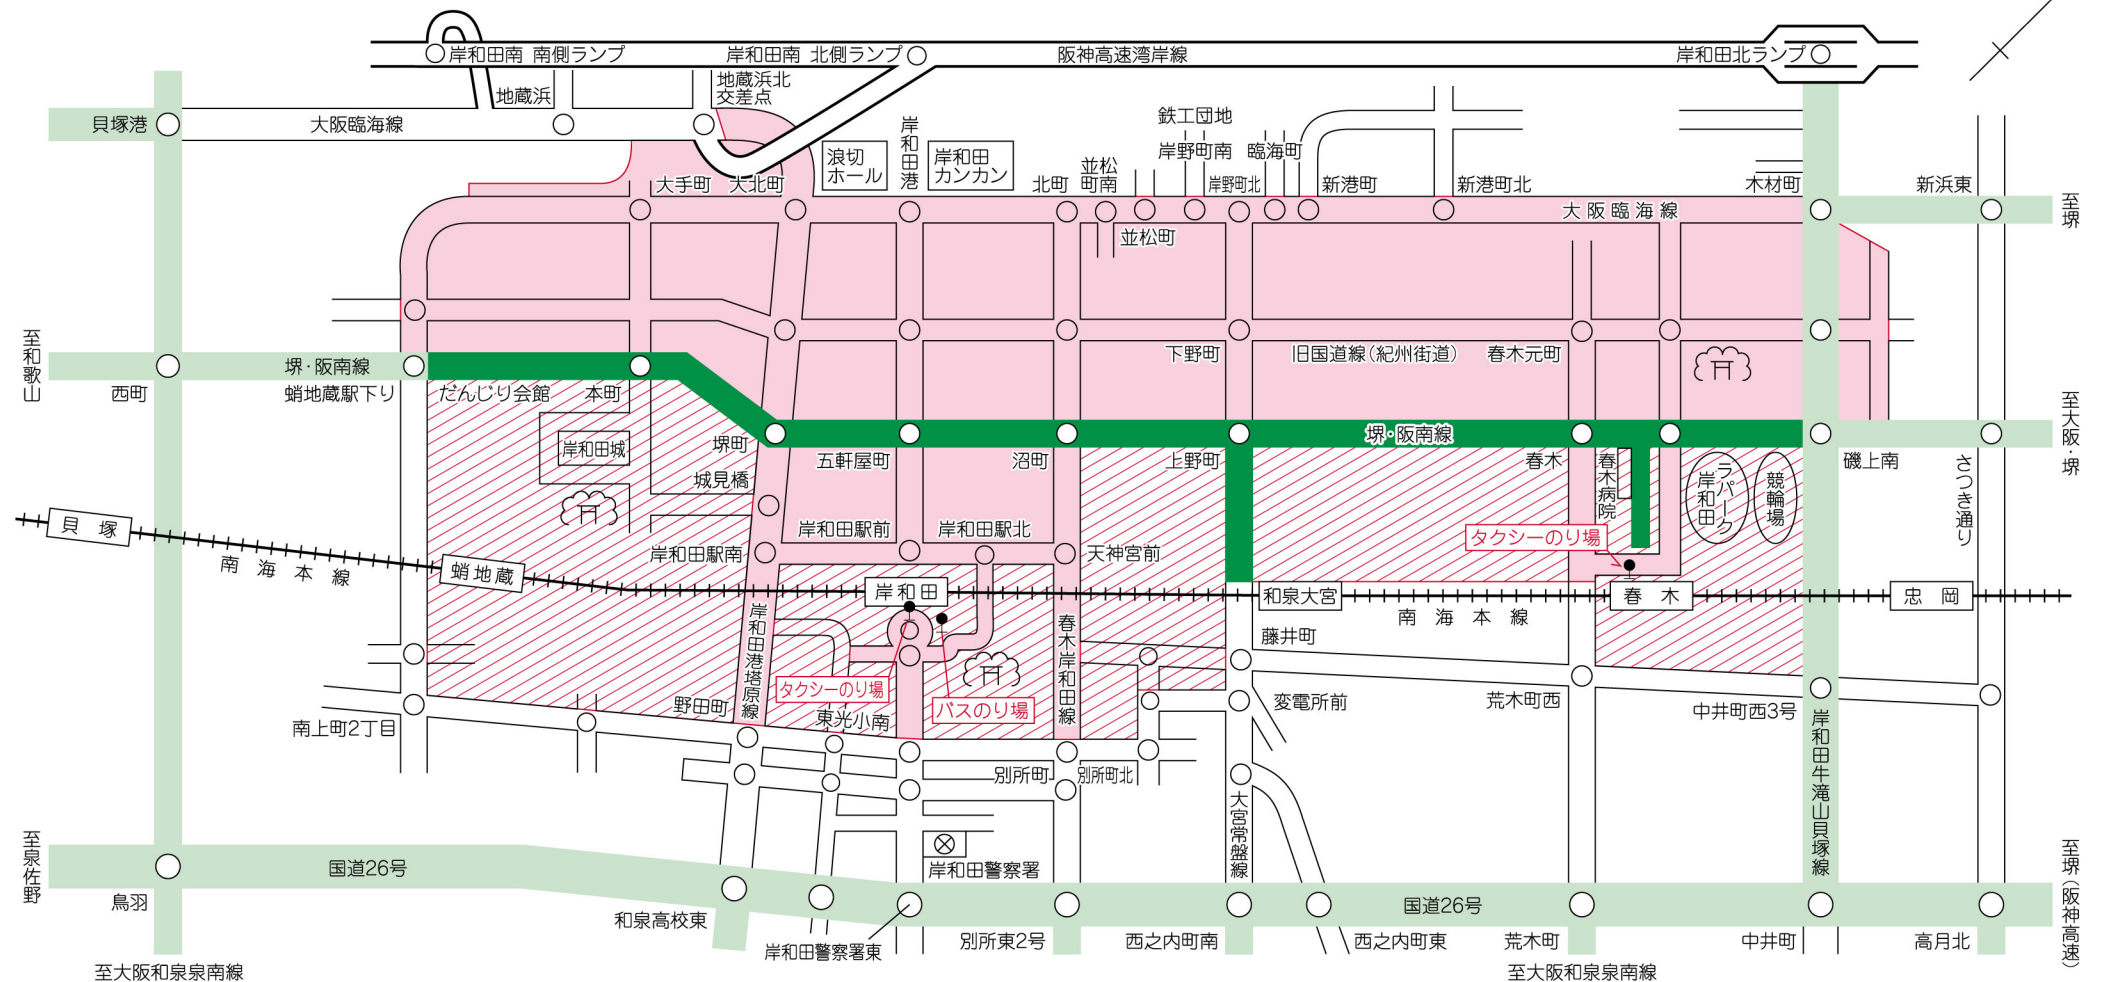 岸和田南 南側ランプ
岸和田南 北側ランプ
阪神高速湾岸線
岸和田北ランプ
地蔵浜
地蔵浜北
交差点
貝塚港
大阪臨海線
浪切
ホール
岸和田港
岸和田
カンカン
鉄工団地
岸野町南
臨海町
並松
町南
大手町
大北町
北町
岸野町北
新港町
新港町北
木材町
新浜東
至堺
大阪臨海線
並松町
至和歌山
堺・阪南線
西町
蛸地蔵駅下り
だんじり会館
本町
下野町
旧国道線(紀州街道)
春木元町
至大阪・堺
岸和田城
堺町
城見橋
五軒屋町
沼町
上野町
堺・阪南線
春木
春木病院
ラパーク
岸和田
競輪場
磯上南
さつき通り
貝塚
南海本線
蛸地蔵
岸和田駅南
岸和田駅前
岸和田駅北
天神宮前
タクシーのり場
岸和田
和泉大宮
南海本線
春木
忠岡
岸和田港塔原線
春木岸和田線
藤井町
タクシーのり場
バスのり場
野田町
東光小南
南上町2丁目
変電所前
荒木町西
中井町西3号
岸和田牛滝山貝塚線
別所町
別所町北
大宮常盤線
至泉佐野
国道26号
鳥羽
岸和田警察署
和泉高校東
岸和田警察署東
別所東2号
西之内町南
西之内町東
国道26号
荒木町
中井町
高月北
至堺(阪神高速)
至大阪和泉泉南線
至大阪和泉泉南線